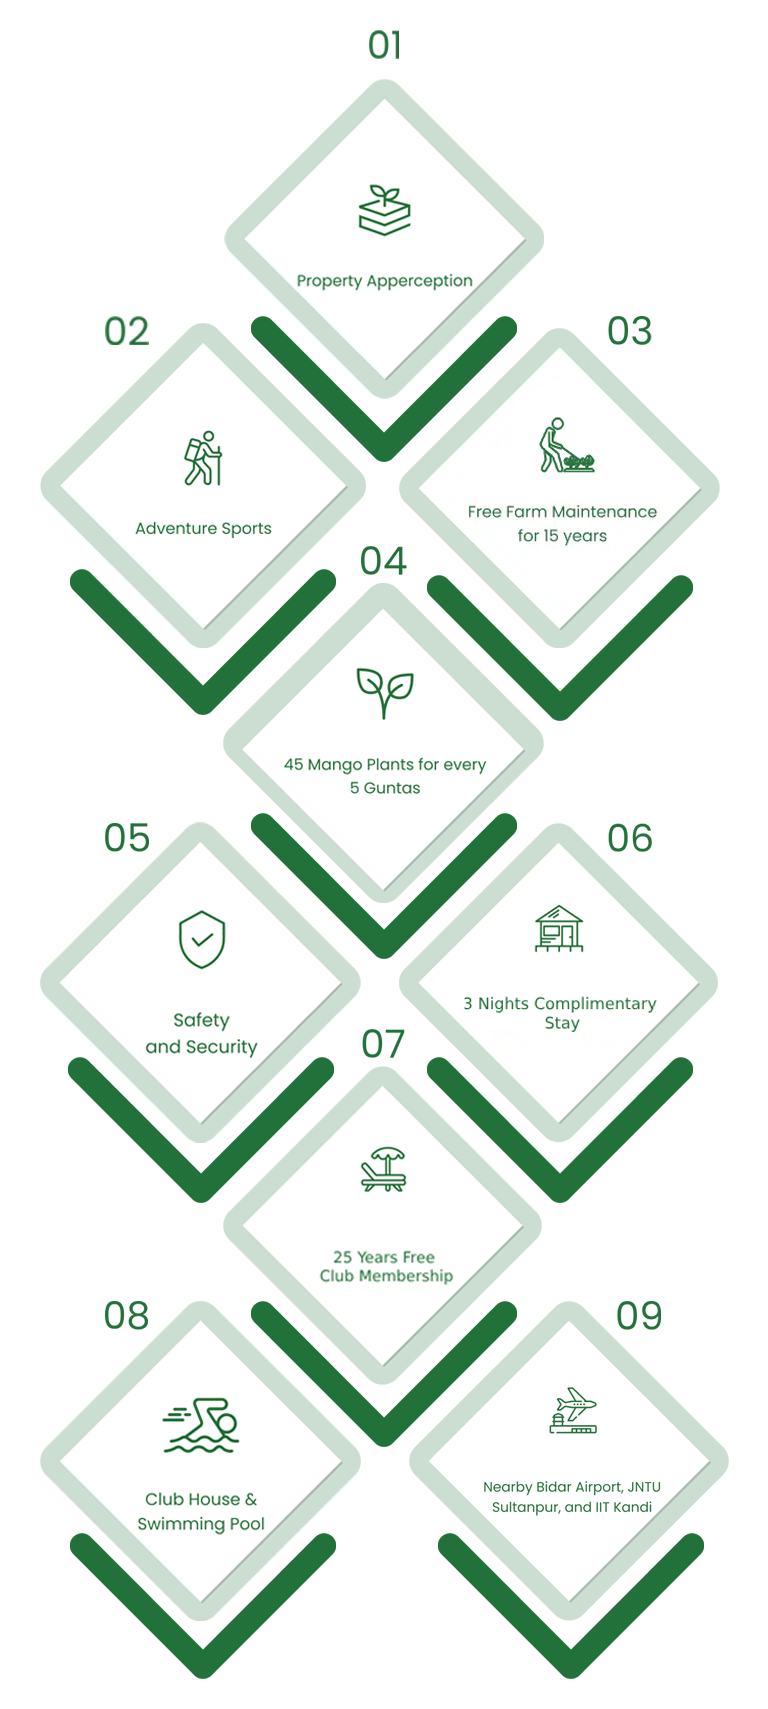 01
Property Apperception
02
Adventure Sports
03
Free Farm Maintenance
for 15 years
04
45 Mango Plants for every
5 Guntas
05
Safety
and Security
06
3 Nights Complimentary
Stay
07
25 Years Free
Club Membership
08
Club House &
Swimming Pool
09
Nearby Bidar Airport, JNTU
Sultanpur, and IIT Kandi